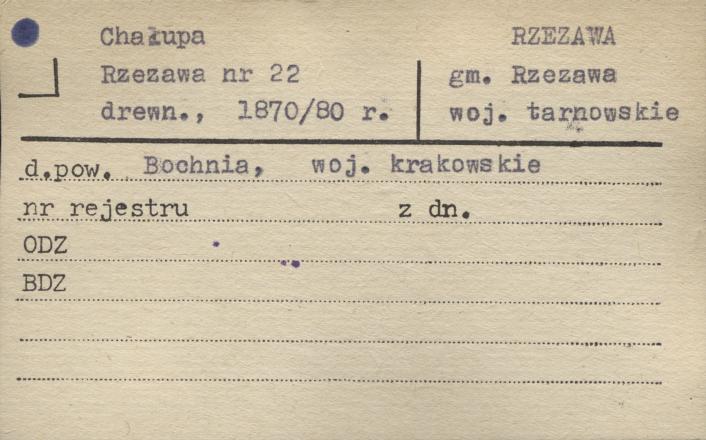 Chałupa
Rzezawa nr 22
drewn., 1870/80 r.
RZEZAWA
gm. Rzezawa
woj. tarnowskie
d.pow. Bochnia, woj. krakowskie
nr rejestru z dn.
ODZ
BDZ